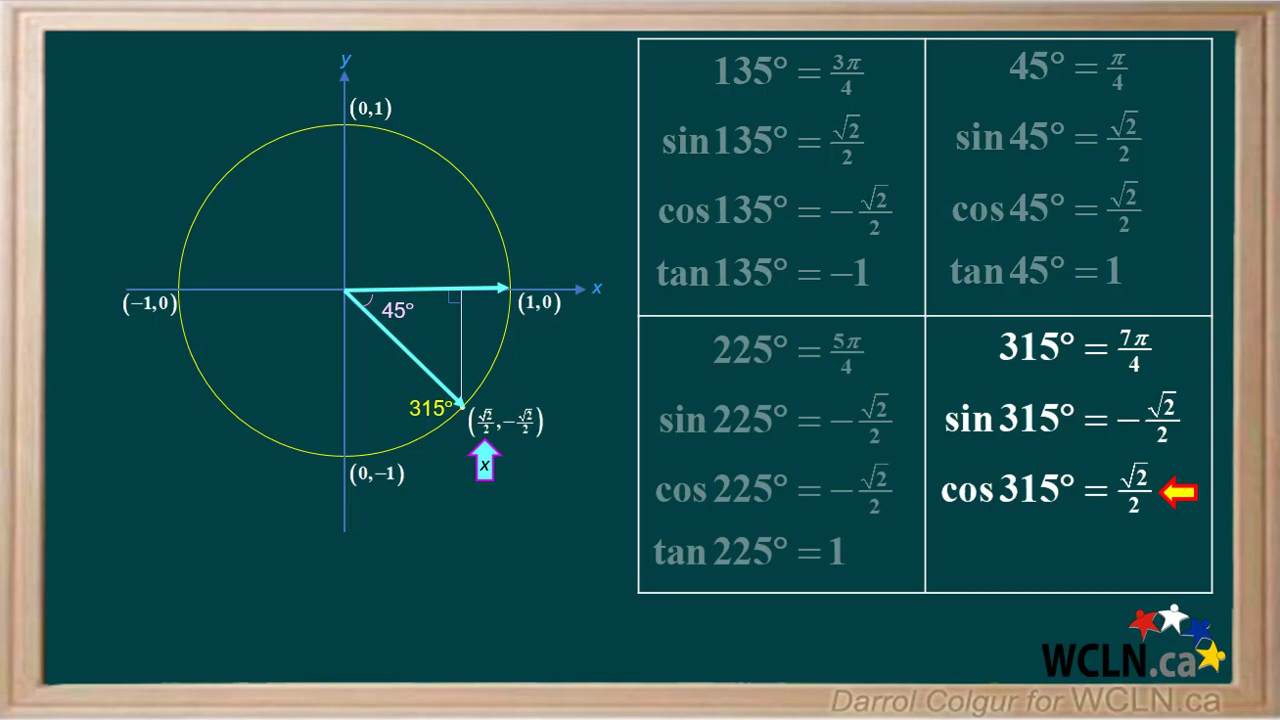 y
(0,1)
(−1,0)
45°
(1,0)
x
315°
(√2/2, −√2/2)
x
(0,−1)
135° = 3π/4
sin 135° = √2/2
cos 135° = −√2/2
tan 135° = −1
45° = π/4
sin 45° = √2/2
cos 45° = √2/2
tan 45° = 1
225° = 5π/4
sin 225° = −√2/2
cos 225° = −√2/2
tan 225° = 1
315° = 7π/4
sin 315° = −√2/2
cos 315° = √2/2
WCLN.ca
Darrol Colgur for WCLN.ca